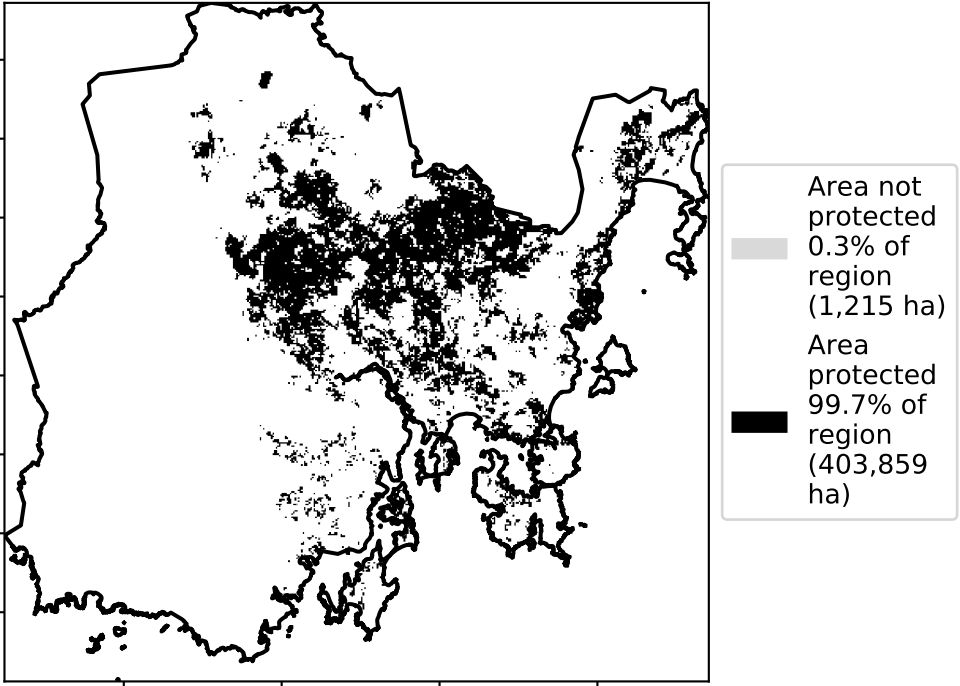 Area not
protected
0.3% of
region
(1,215 ha)
Area
protected
99.7% of
region
(403,859
ha)